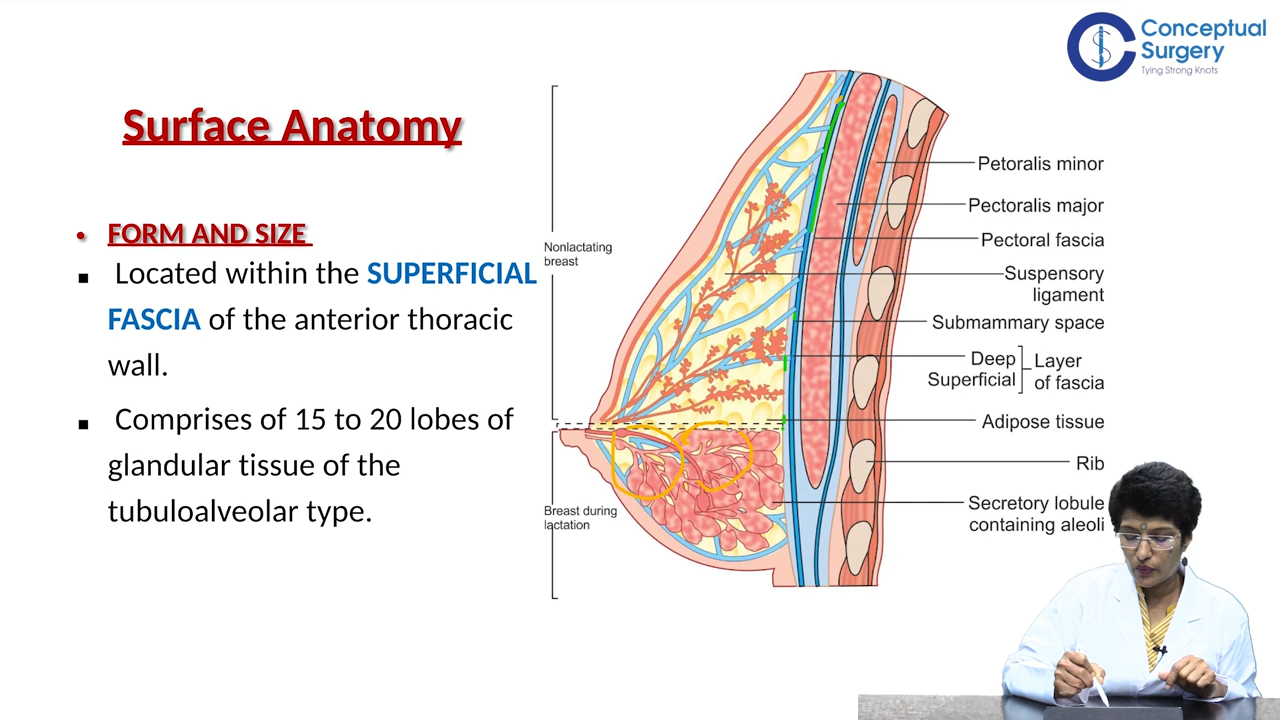 Conceptual
Surgery
Tying Strong Knots
Surface Anatomy
• FORM AND SIZE
▪ Located within the SUPERFICIAL
FASCIA of the anterior thoracic
wall.
▪ Comprises of 15 to 20 lobes of
glandular tissue of the
tubuloalveolar type.
Nonlactating
breast
Breast during
lactation
Petoralis minor
Pectoralis major
Pectoral fascia
Suspensory
ligament
Submammary space
Deep
Superficial
Layer
of fascia
Adipose tissue
Rib
Secretory lobule
containing aleoli